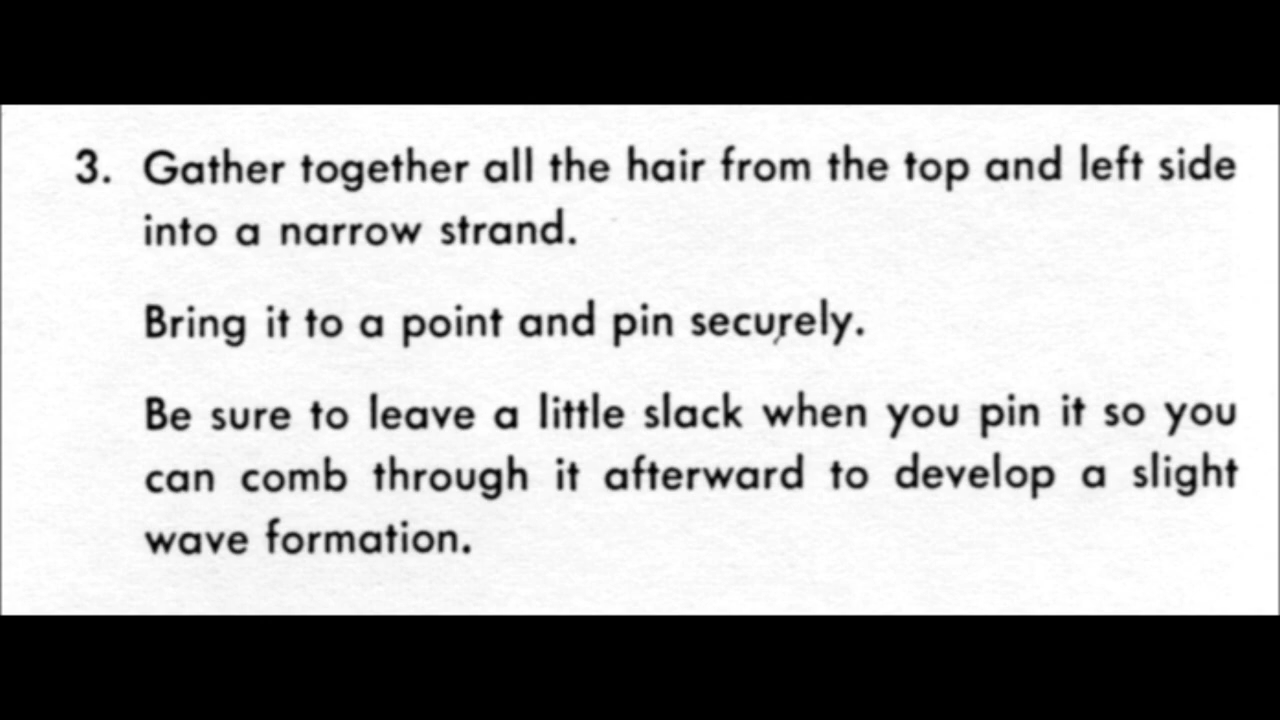 3. Gather together all the hair from the top and left side
into a narrow strand.
Bring it to a point and pin securely.
Be sure to leave a little slack when you pin it so you
can comb through it afterward to develop a slight
wave formation.